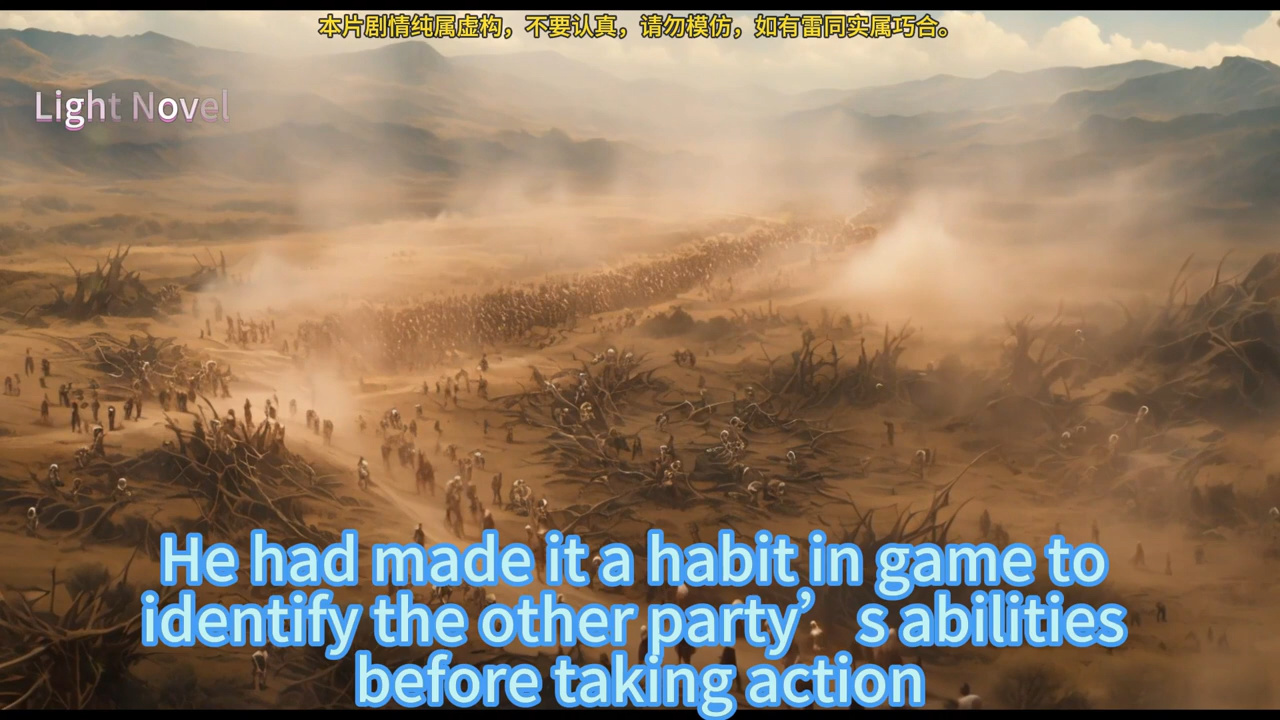 本片剧情纯属虚构，不要认真，请勿模仿，如有雷同实属巧合。
Light Novel
He had made it a habit in game to
identify the other party’s abilities
before taking action